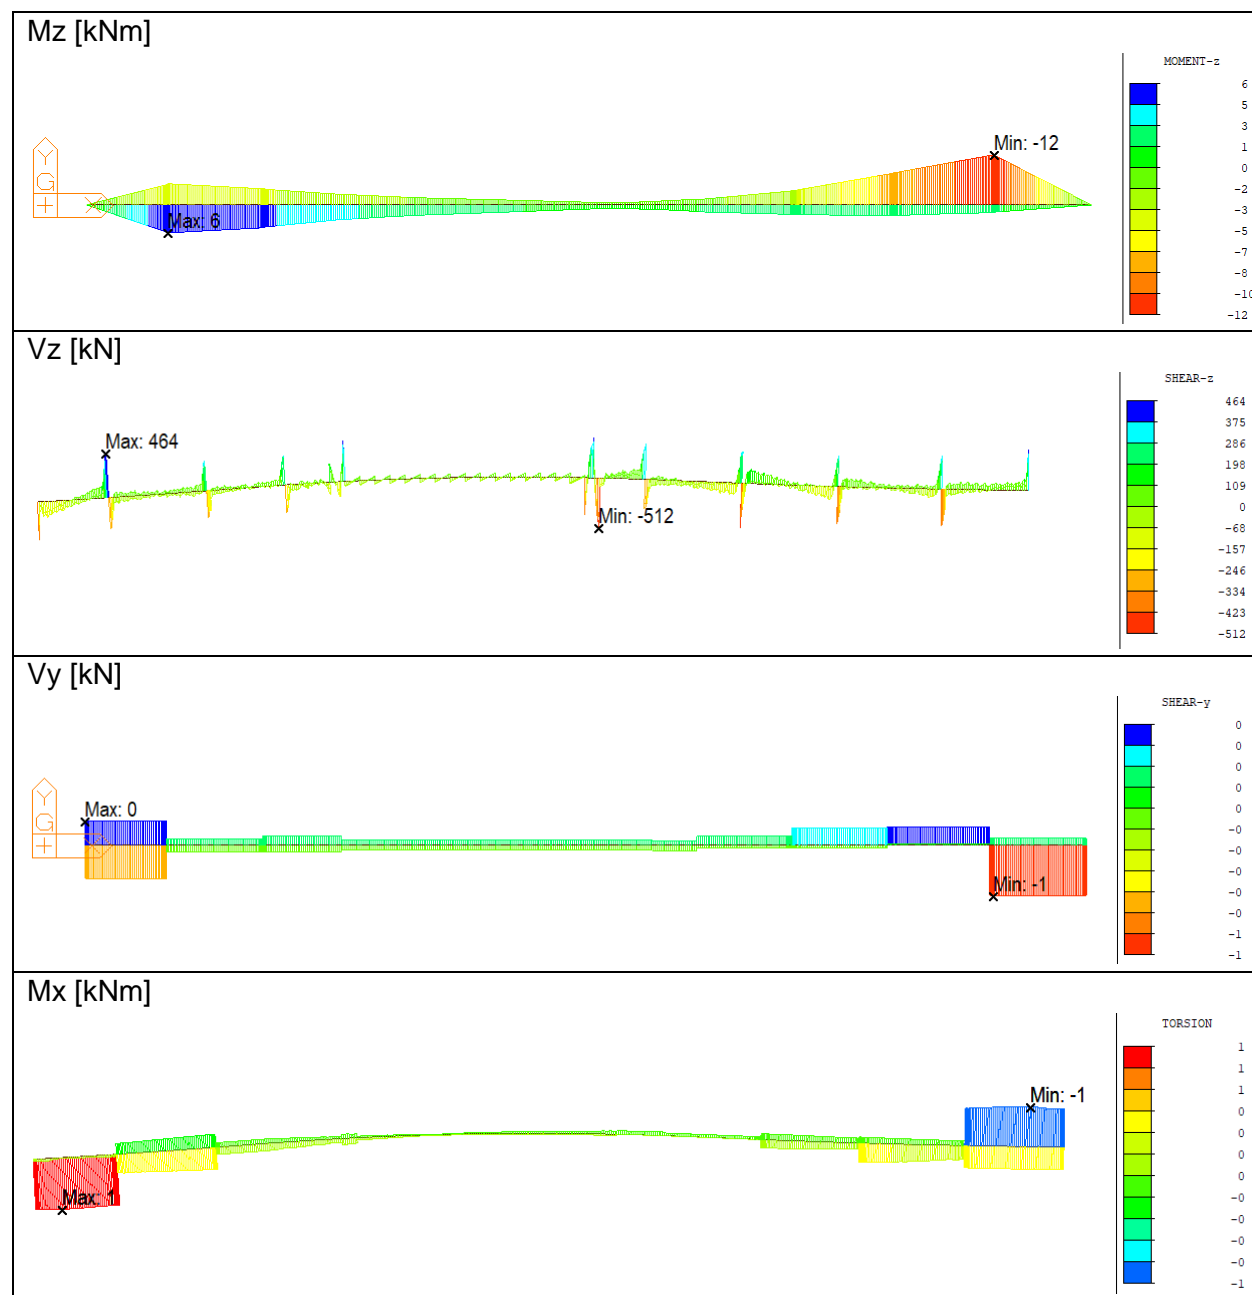 Mz [kNm]
MOMENT-z
6
5
3
1
0
-2
-3
-5
-7
-8
-10
-12
Min: -12
Y
G
+
X
Max: 6
Vz [kN]
SHEAR-z
464
375
286
198
109
0
-68
-157
-246
-334
-423
-512
Max: 464
Min: -512
Vy [kN]
SHEAR-y
0
0
0
0
0
-0
-0
-0
-0
-0
-1
-1
Max: 0
Y
G
+
Min: -1
Mx [kNm]
TORSION
1
1
1
0
0
0
0
-0
-0
-0
-0
-1
Min: -1
Max: 1